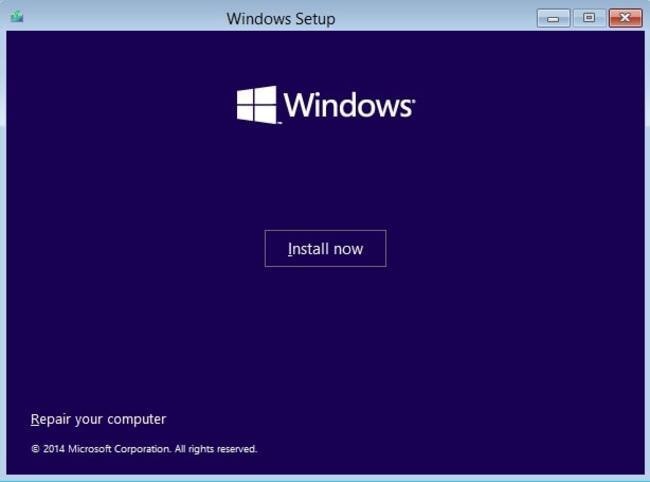 Windows Setup
Windows
Install now
Repair your computer
© 2014 Microsoft Corporation. All rights reserved.